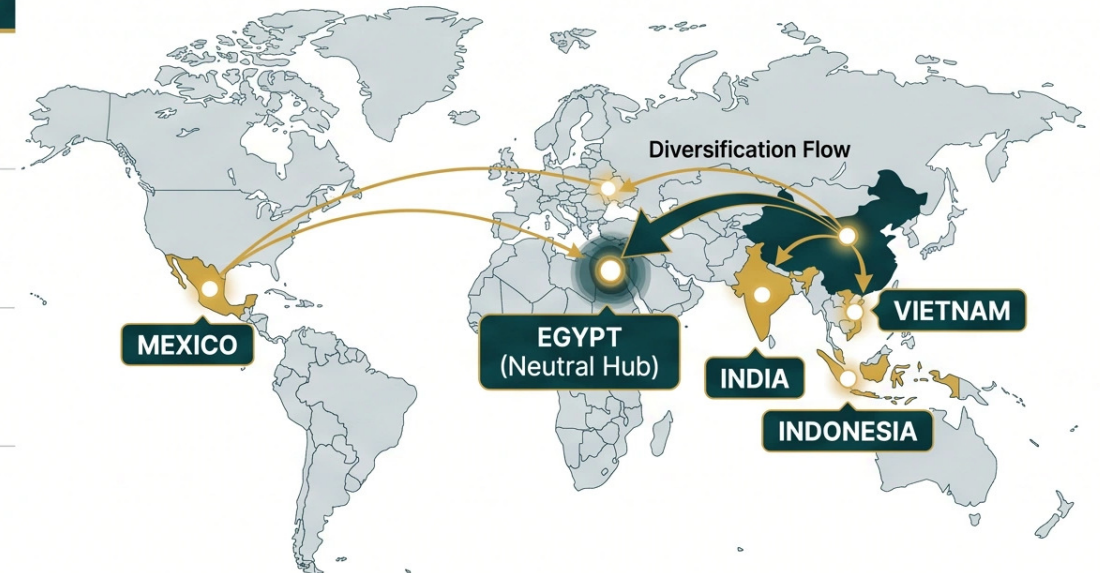 Diversification Flow
VIETNAM
MEXICO
EGYPT
(Neutral Hub)
INDIA
INDONESIA